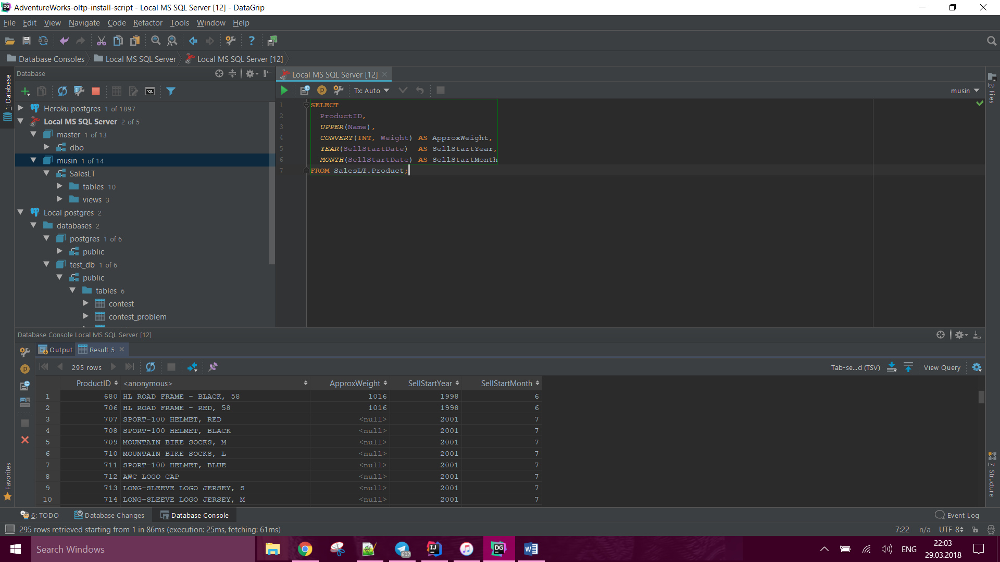 AdventureWorks-oltp-install-script - Local MS SQL Server [12] - DataGrip
File Edit View Navigate Code Refactor Tools Window Help
Database Consoles Local MS SQL Server Local MS SQL Server [12]
Database
Local MS SQL Server [12]
1: Database
2: Files
Tx: Auto
musin
Heroku postgres 1 of 1897
Local MS SQL Server 2 of 5
master 1 of 13
dbo
musin 1 of 14
SalesLT
tables 10
views 3
Local postgres 2
databases 2
postgres 1 of 6
public
test_db 1 of 6
public
tables 6
contest
contest_problem
1 SELECT
2 ProductID,
3 UPPER(Name),
4 CONVERT(INT, Weight) AS ApproxWeight,
5 YEAR(SellStartDate) AS SellStartYear,
6 MONTH(SellStartDate) AS SellStartMonth
7 FROM SalesLT.Product;
Database Console Local MS SQL Server [12]
Output Result 5
295 rows
Tab-se...d (TSV) View Query
ProductID <anonymous> ApproxWeight SellStartYear SellStartMonth
1 680 HL ROAD FRAME - BLACK, 58 1016 1998 6
2 706 HL ROAD FRAME - RED, 58 1016 1998 6
3 707 SPORT-100 HELMET, RED <null> 2001 7
4 708 SPORT-100 HELMET, BLACK <null> 2001 7
5 709 MOUNTAIN BIKE SOCKS, M <null> 2001 7
6 710 MOUNTAIN BIKE SOCKS, L <null> 2001 7
7 711 SPORT-100 HELMET, BLUE <null> 2001 7
8 712 AWC LOGO CAP <null> 2001 7
9 713 LONG-SLEEVE LOGO JERSEY, S <null> 2001 7
10 714 LONG-SLEEVE LOGO JERSEY, M <null> 2001 7
Favorites
7: Structure
6: TODO Database Changes Database Console Event Log
295 rows retrieved starting from 1 in 86ms (execution: 25ms, fetching: 61ms) 7:22 n/a UTF-8
Search Windows
602
ENG
22:03
29.03.2018